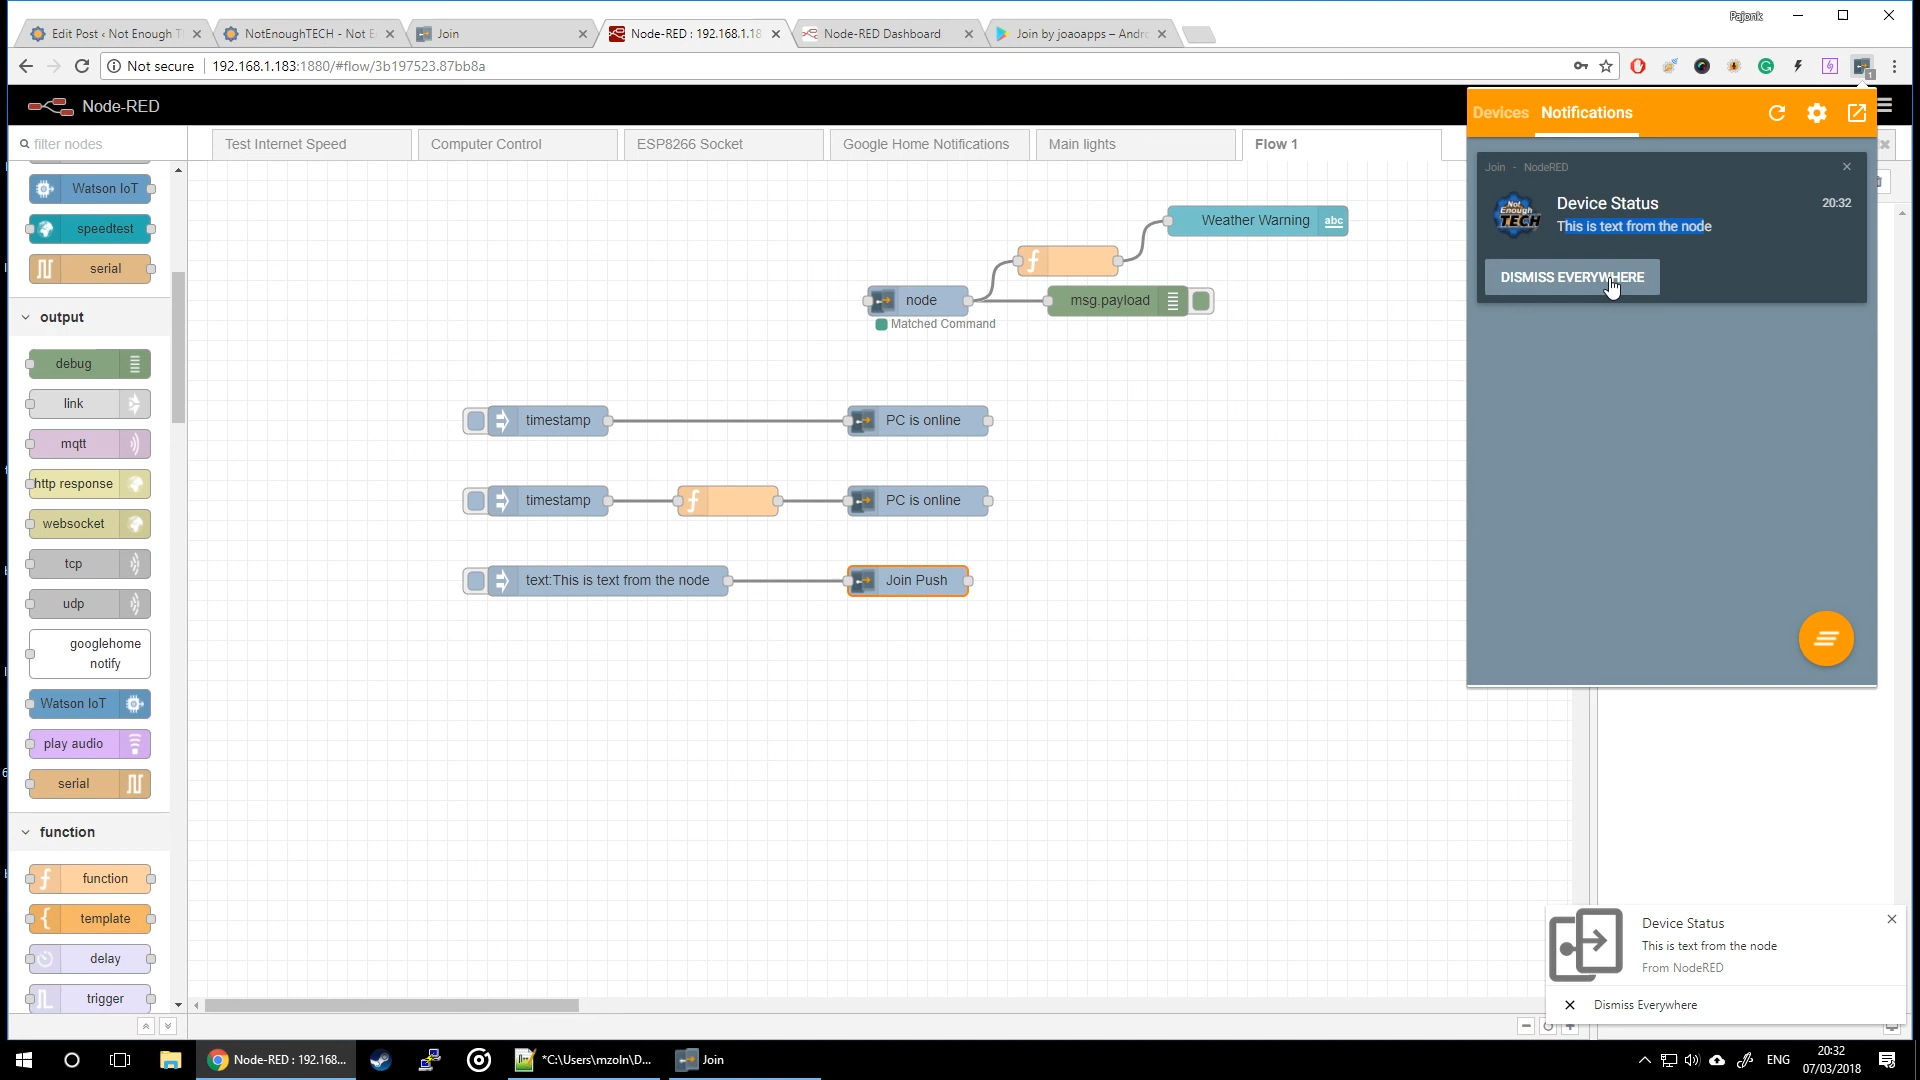 Pajonk
Edit Post ‹ Not Enough T
NotEnoughTECH - Not E
Join
Node-RED : 192.168.1.18
Node-RED Dashboard
Join by joaoapps – Andr
Not secure
192.168.1.183:1880/#flow/3b197523.87bb8a
1
Node-RED
Devices
Notifications
filter nodes
Test Internet Speed
Computer Control
ESP8266 Socket
Google Home Notifications
Main lights
Flow 1
Join - NodeRED
Not Enough TECH
Device Status
20:32
This is text from the node
DISMISS EVERYWHERE
Watson IoT
speedtest
serial
output
debug
link
mqtt
http response
websocket
tcp
udp
googlehome
notify
Watson IoT
play audio
serial
function
function
template
delay
trigger
Weather Warning
abc
node
msg.payload
Matched Command
timestamp
PC is online
timestamp
PC is online
text:This is text from the node
Join Push
Device Status
This is text from the node
From NodeRED
Dismiss Everywhere
Node-RED : 192.168...
*C:\Users\mzoln\D...
Join
ENG
20:32
07/03/2018